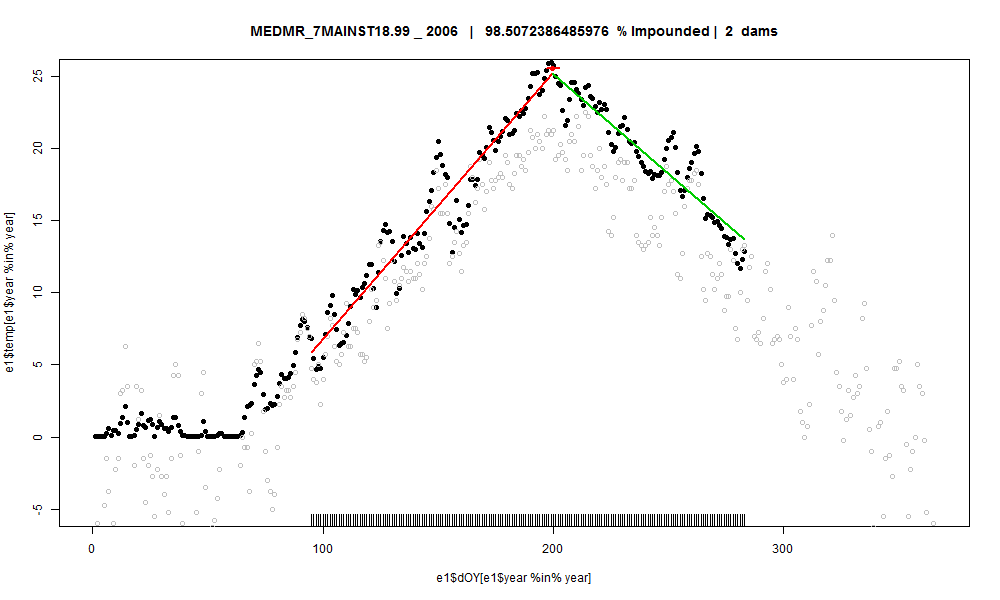 MEDMR_7MAINST18.99 _ 2006 | 98.5072386485976 % Impounded | 2 dams
e1$temp[e1$year %in% year]
25
20
15
10
5
0
-5
0 100 200 300
e1$dOY[e1$year %in% year]